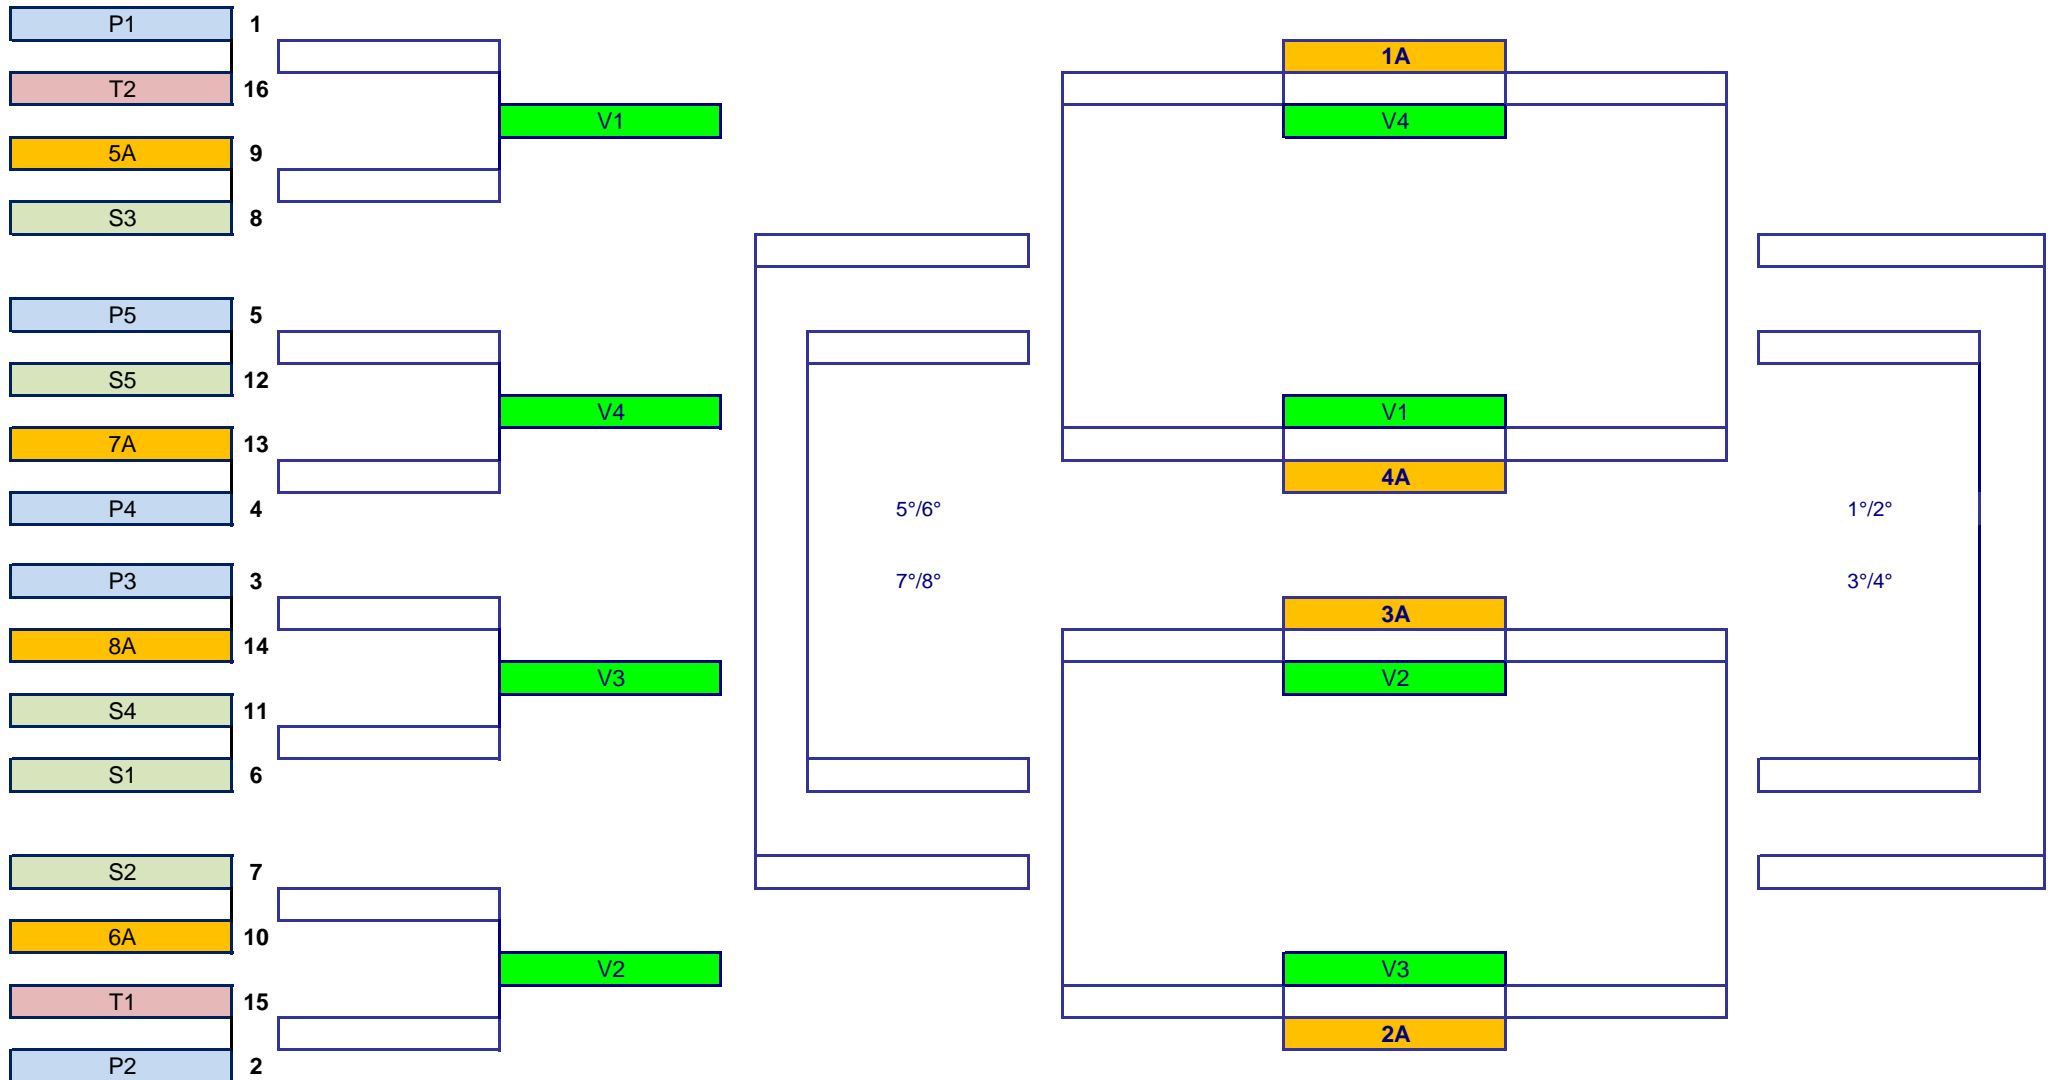 P1 1
1A
T2 16
V1 V4
5A 9
S3 8
P5 5
S5 12
V4 V1
7A 13
4A
P4 4 5°/6° 1°/2°
P3 3 7°/8° 3°/4°
3A
8A 14
V3 V2
S4 11
S1 6
S2 7
6A 10
V2 V3
T1 15
2A
P2 2